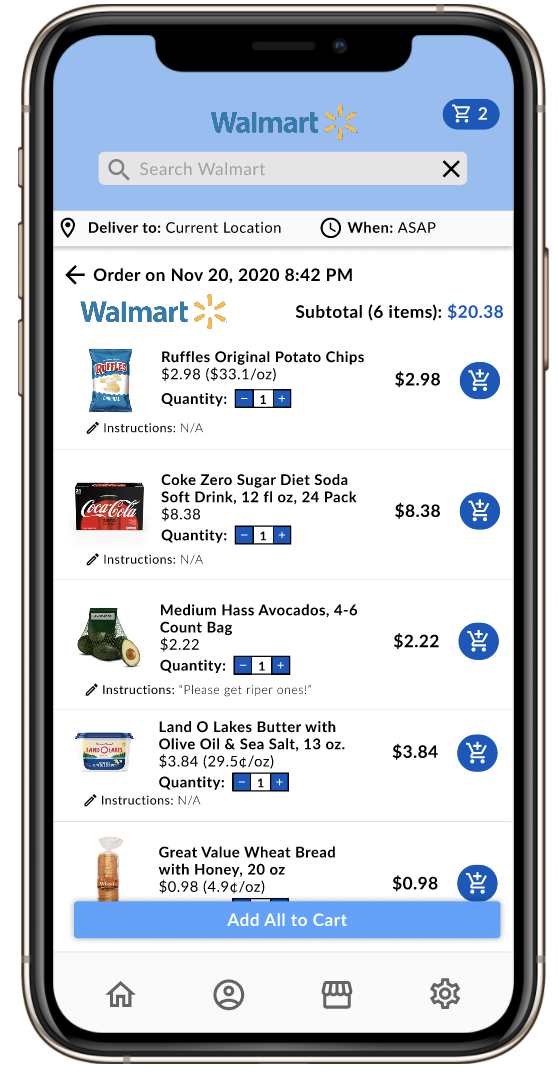 Walmart
2
Search Walmart
Deliver to: Current Location
When: ASAP
Order on Nov 20, 2020 8:42 PM
Walmart
Subtotal (6 items): $20.38
RUFFLES
ORIGINAL
Ruffles Original Potato Chips
$2.98 ($33.1/oz)
$2.98
Quantity: − 1 +
Instructions: N/A
Coca-Cola
Coke Zero Sugar Diet Soda
Soft Drink, 12 fl oz, 24 Pack
$8.38
$8.38
Quantity: − 1 +
Instructions: N/A
Medium Hass Avocados, 4-6
Count Bag
$2.22
$2.22
Quantity: − 1 +
Instructions: “Please get riper ones!”
LAND O LAKES
Land O Lakes Butter with
Olive Oil & Sea Salt, 13 oz.
$3.84 (29.5¢/oz)
$3.84
Quantity: − 1 +
Instructions: N/A
Great Value Wheat Bread
with Honey, 20 oz
$0.98 (4.9¢/oz)
$0.98
Add All to Cart